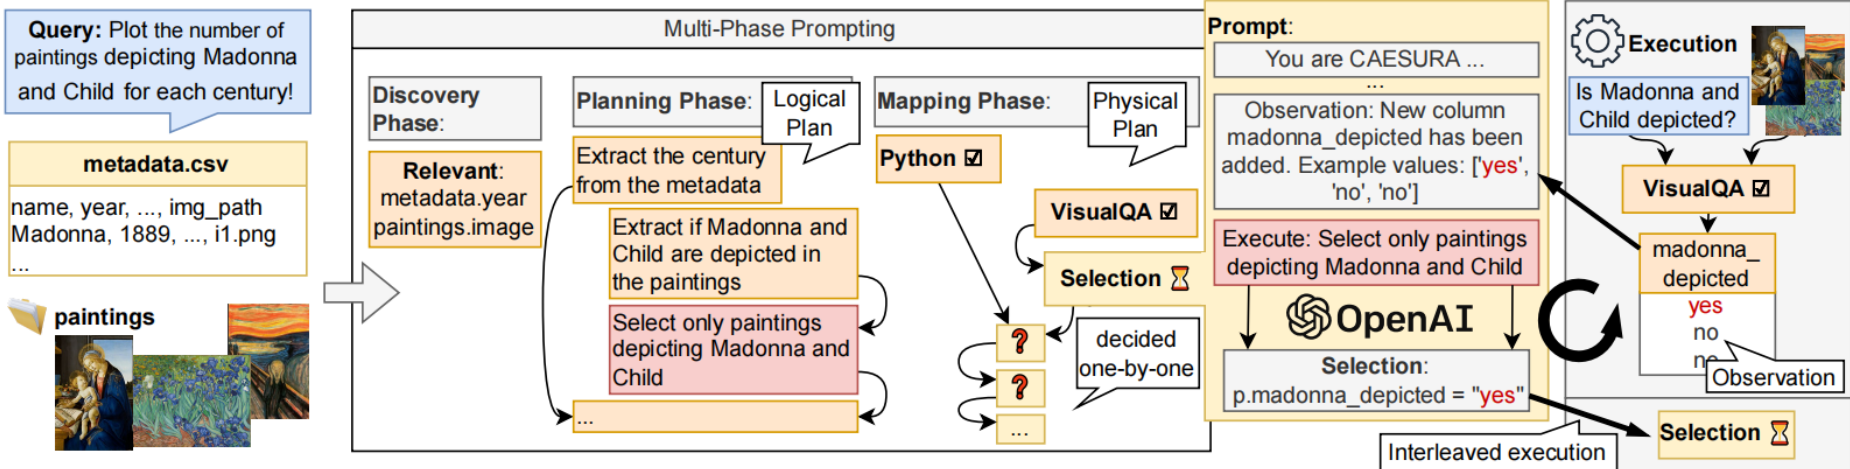 Query: Plot the number of
paintings depicting Madonna
and Child for each century!
metadata.csv
name, year, ..., img_path
Madonna, 1889, ..., i1.png
...
paintings
Multi-Phase Prompting
Discovery
Phase:
Relevant:
metadata.year
paintings.image
Planning Phase:
Logical
Plan
Extract the century
from the metadata
Extract if Madonna and
Child are depicted in
the paintings
Select only paintings
depicting Madonna and
Child
...
Mapping Phase:
Physical
Plan
Python ☑
VisualQA ☑
Selection ⏳
?
?
...
decided
one-by-one
Prompt:
You are CAESURA ...
...
Observation: New column
madonna_depicted has been
added. Example values: ['yes',
'no', 'no']
Execute: Select only paintings
depicting Madonna and Child
OpenAI
Selection:
p.madonna_depicted = "yes"
Interleaved execution
Execution
Is Madonna and
Child depicted?
VisualQA ☑
madonna_
depicted
yes
no
no
Observation
Selection ⏳